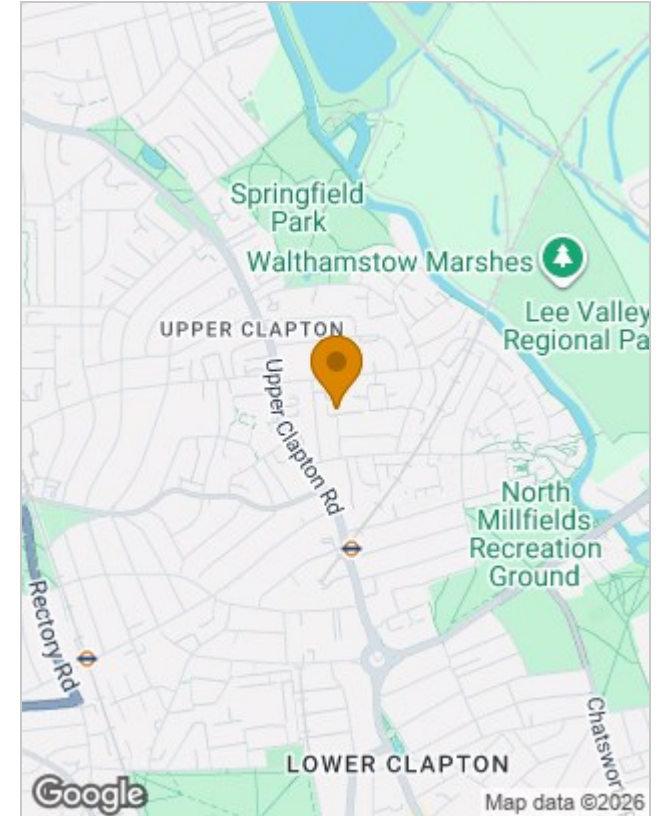 Springfield
Park
Walthamstow Marshes
Lee Valley
Regional Pa
UPPER CLAPTON
Upper Clapton Rd
North
Millfields
Recreation
Ground
Rectory Rd
Chatswor
LOWER CLAPTON
Google
Map data ©2026